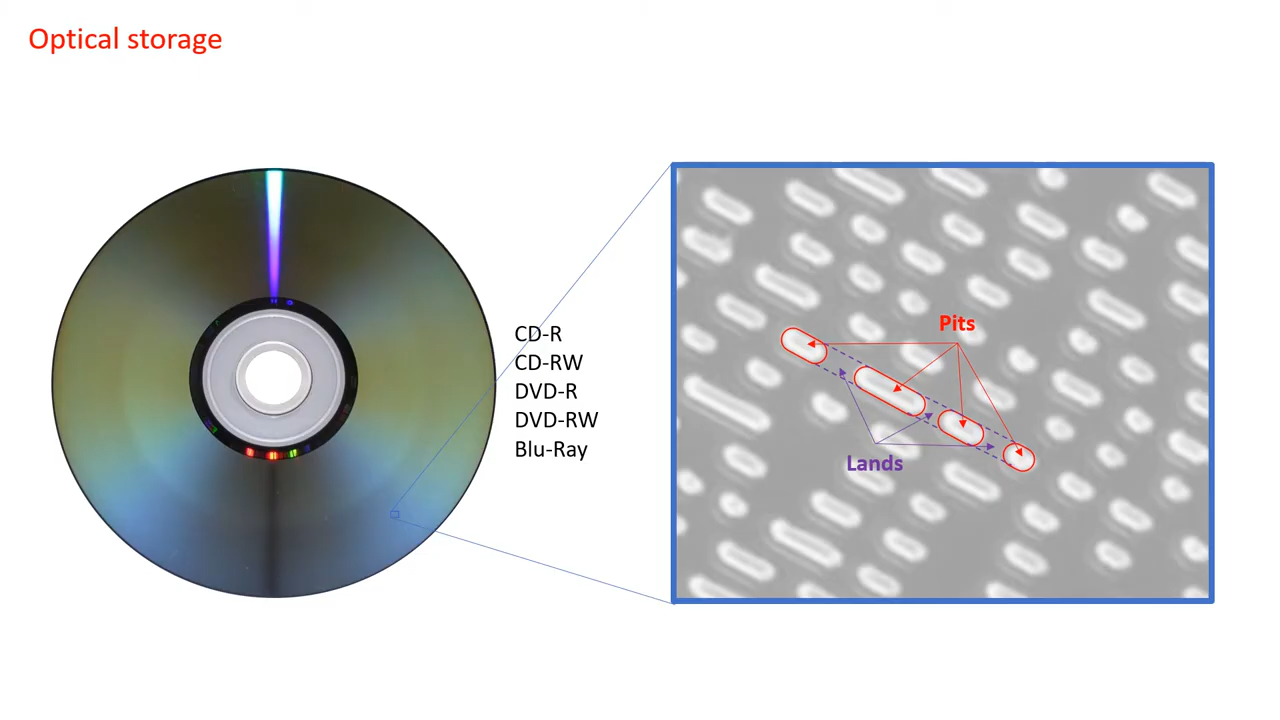 Optical storage
CD-R
CD-RW
DVD-R
DVD-RW
Blu-Ray
Pits
Lands